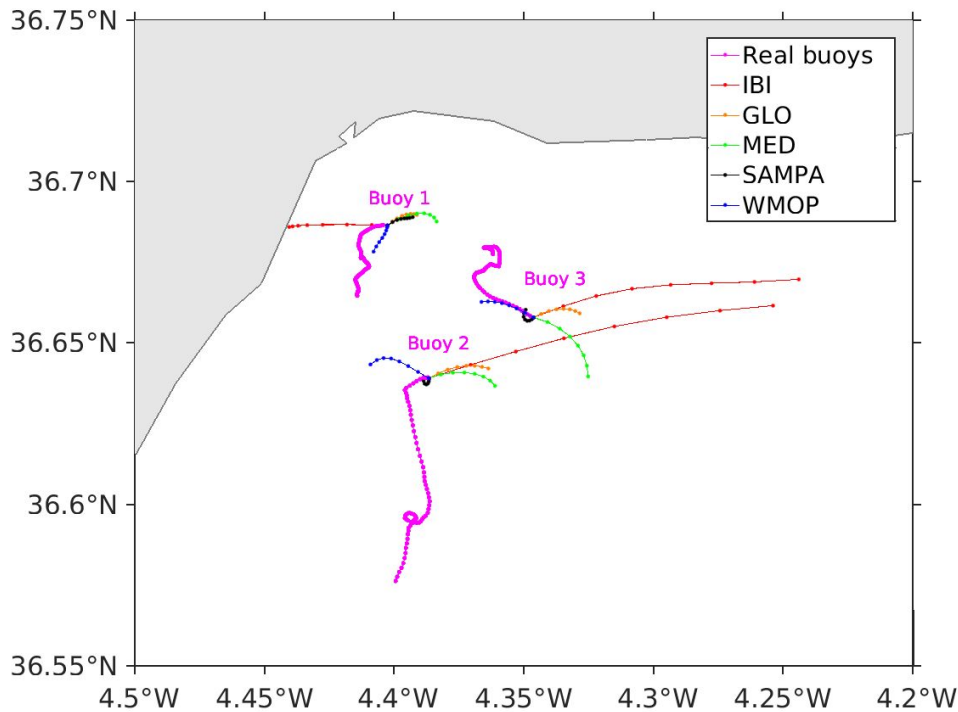 36.75°N
36.7°N
36.65°N
36.6°N
36.55°N
Real buoys
IBI
GLO
MED
SAMPA
WMOP
Buoy 1
Buoy 3
Buoy 2
4.5°W
4.45°W
4.4°W
4.35°W
4.3°W
4.25°W
4.2°W